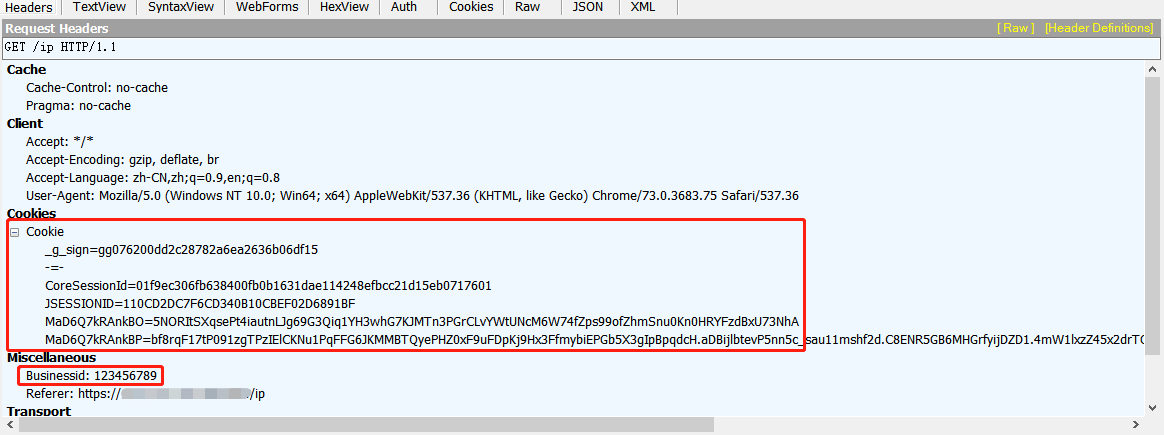 Headers TextView SyntaxView WebForms HexView Auth Cookies Raw JSON XML
Request Headers [ Raw ] [Header Definitions]
GET /ip HTTP/1.1
Cache
Cache-Control: no-cache
Pragma: no-cache
Client
Accept: */*
Accept-Encoding: gzip, deflate, br
Accept-Language: zh-CN,zh;q=0.9,en;q=0.8
User-Agent: Mozilla/5.0 (Windows NT 10.0; Win64; x64) AppleWebKit/537.36 (KHTML, like Gecko) Chrome/73.0.3683.75 Safari/537.36
Cookies
Cookie
_g_sign=gg076200dd2c28782a6ea2636b06df15
-=-
CoreSessionId=01f9ec306fb638400fb0b1631dae114248efbcc21d15eb0717601
JSESSIONID=110CD2DC7F6CD340B10CBEF02D6891BF
MaD6Q7kRAnkBO=5NORItSXqsePt4iautnLJg69G3Qiq1YH3whG7KJMTn3PGrCLvYWtUNcM6W74fZps99ofZhmSnu0Kn0HRYFzdBxU73NhA
MaD6Q7kRAnkBP=bf8rqF17tP091zgTPzIElCKNu1PqFFG6JKMMBTQyePHZ0xF9uFDpKj9Hx3FfmybiEPGb5X3gIpBpqdcH.aDBijlbtevP5nn5c_sau11mshf2d.C8ENR5GB6MHGrfyijDZD1.4mW1lxzZ45x2drT
Miscellaneous
Businessid: 123456789
Referer: https:// /ip
Transport